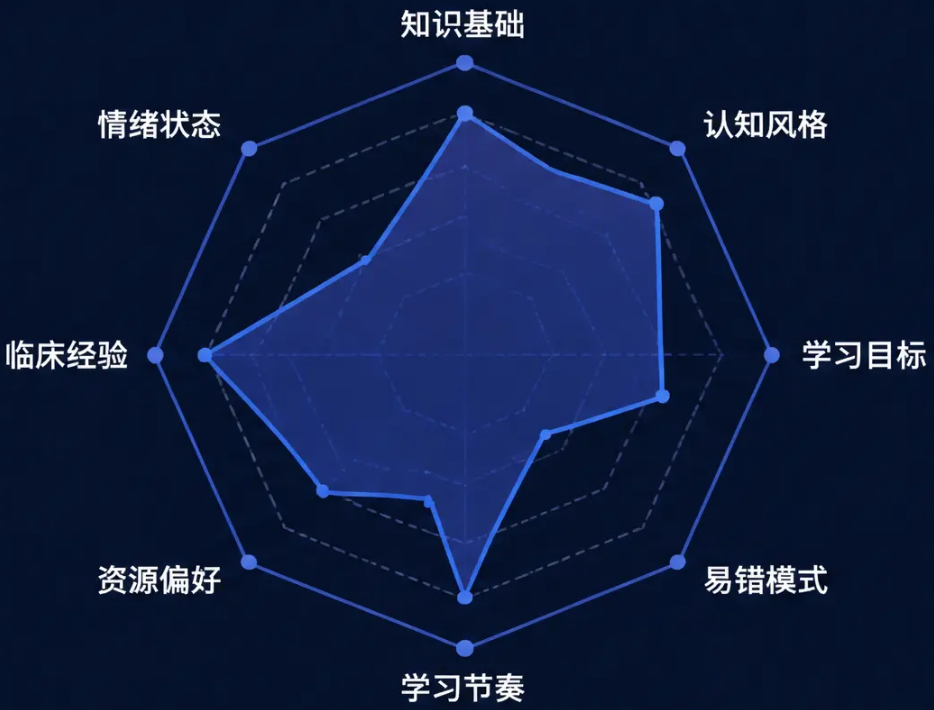 知识基础
情绪状态
认知风格
临床经验
学习目标
资源偏好
易错模式
学习节奏